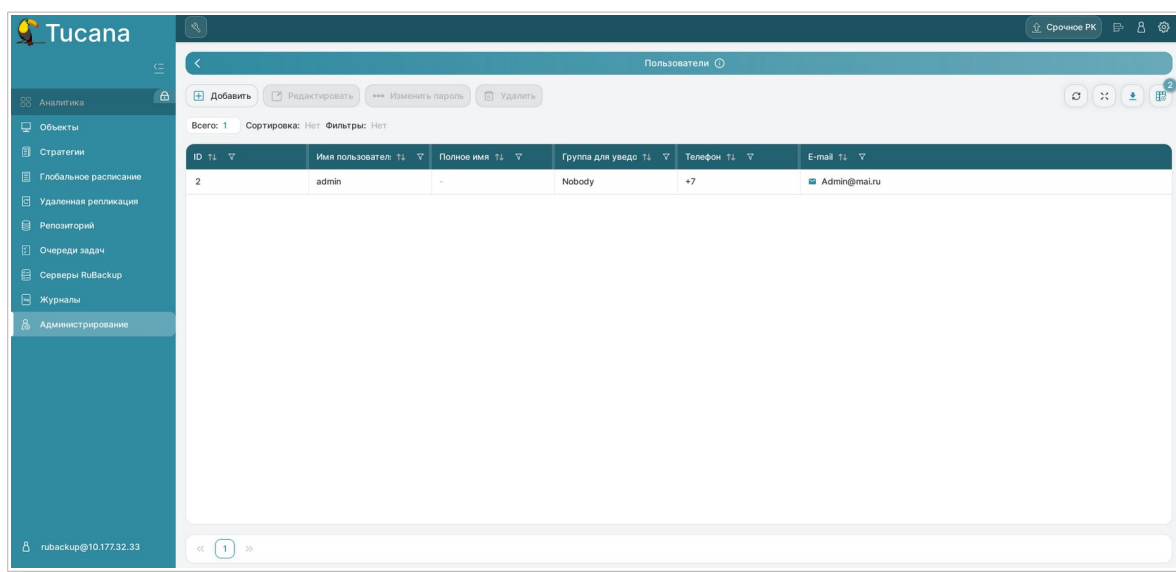 Tucana
Срочное РК
Пользователи
Аналитика
Объекты
Стратегии
Глобальное расписание
Удаленная репликация
Репозиторий
Очереди задач
Серверы RuBackup
Журналы
Администрирование
rubackup@10.177.32.33
Добавить Редактировать Изменить пароль Удалить
2
Всего: 1 Сортировка: Нет Фильтры: Нет
ID Имя пользовател Полное имя Группа для уведо Телефон E-mail
2 admin - Nobody +7 Admin@mai.ru
« 1 »